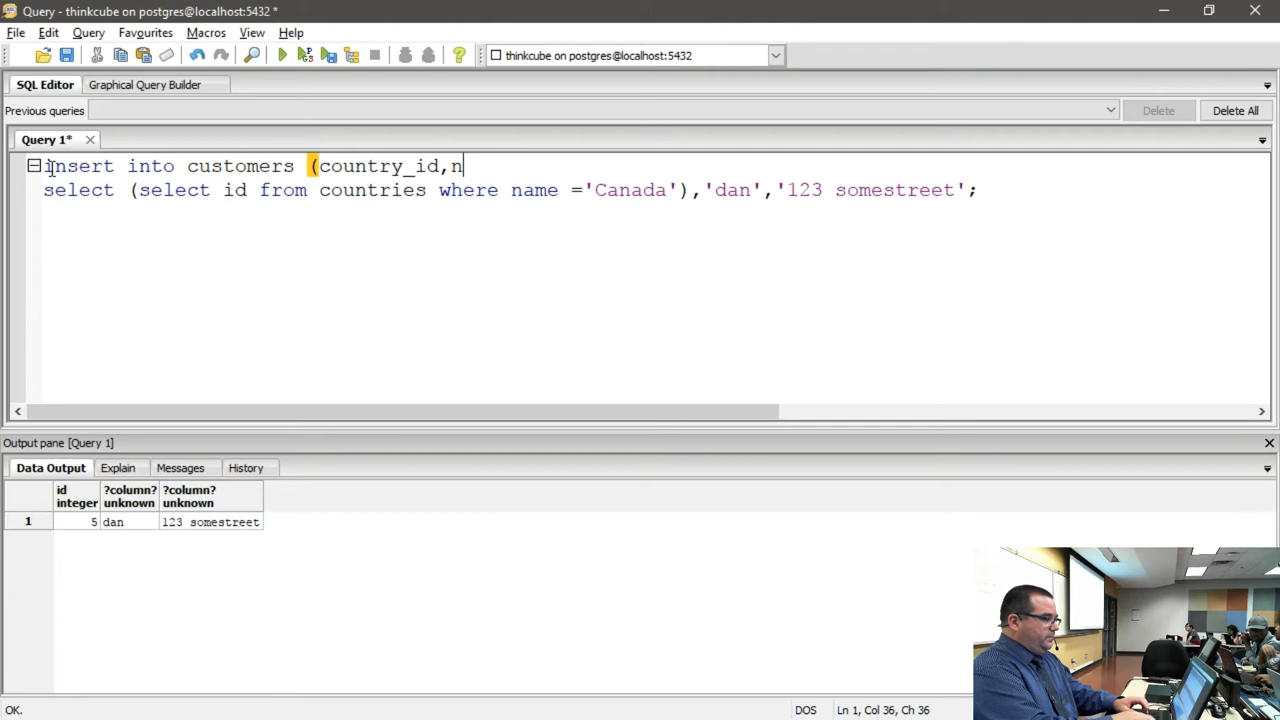 Query - thinkcube on postgres@localhost:5432 *
File Edit Query Favourites Macros View Help
thinkcube on postgres@localhost:5432
SQL Editor Graphical Query Builder
Previous queries Delete Delete All
Query 1*
insert into customers (country_id,n
select (select id from countries where name ='Canada'),'dan','123 somestreet';
Output pane [Query 1]
Data Output Explain Messages History
id ?column? ?column?
integer unknown unknown
1 5 dan 123 somestreet
OK. DOS Ln 1, Col 36, Ch 36